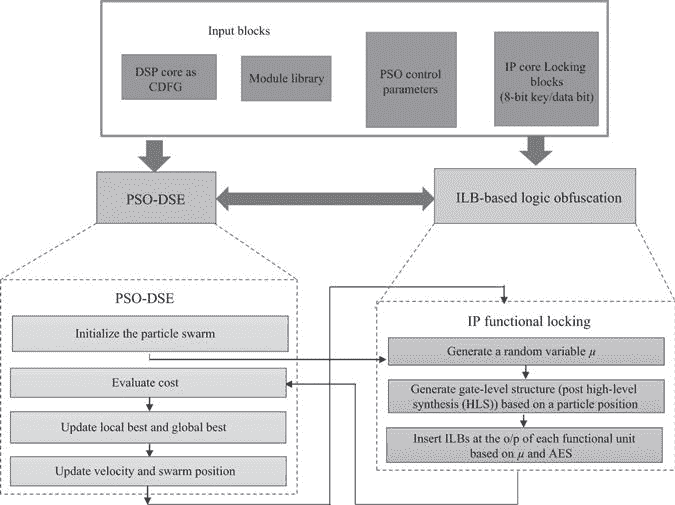 Input blocks
DSP core as
CDFG
Module library
PSO control
parameters
IP core Locking
blocks
(8-bit key/data bit)
PSO-DSE
ILB-based logic obfuscation
PSO-DSE
Initialize the particle swarm
Evaluate cost
Update local best and global best
Update velocity and swarm position
IP functional locking
Generate a random variable μ
Generate gate-level structure (post high-level
synthesis (HLS)) based on a particle position
Insert ILBs at the o/p of each functional unit
based on μ and AES